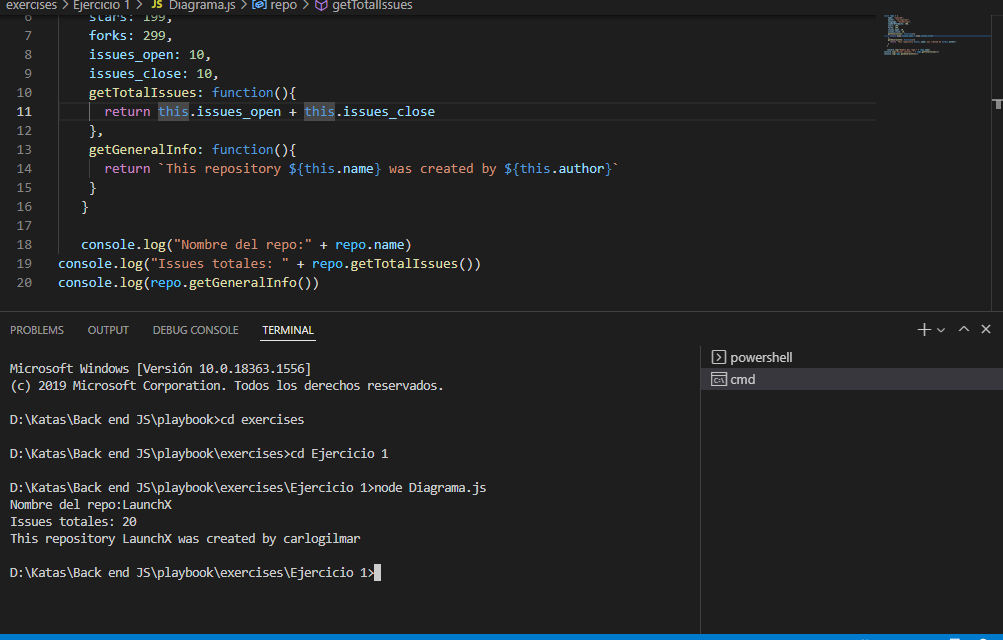 exercises > Ejercicio 1 > JS Diagrama.js > repo > getTotalIssues
6 stars: 199,
7 forks: 299,
8 issues_open: 10,
9 issues_close: 10,
10 getTotalIssues: function(){
11 return this.issues_open + this.issues_close
12 },
13 getGeneralInfo: function(){
14 return `This repository ${this.name} was created by ${this.author}`
15 }
16 }
17
18 console.log("Nombre del repo:" + repo.name)
19 console.log("Issues totales: " + repo.getTotalIssues())
20 console.log(repo.getGeneralInfo())
PROBLEMS OUTPUT DEBUG CONSOLE TERMINAL
powershell
cmd
Microsoft Windows [Versión 10.0.18363.1556]
(c) 2019 Microsoft Corporation. Todos los derechos reservados.
D:\Katas\Back end JS\playbook>cd exercises
D:\Katas\Back end JS\playbook\exercises>cd Ejercicio 1
D:\Katas\Back end JS\playbook\exercises\Ejercicio 1>node Diagrama.js
Nombre del repo:LaunchX
Issues totales: 20
This repository LaunchX was created by carlogilmar
D:\Katas\Back end JS\playbook\exercises\Ejercicio 1>